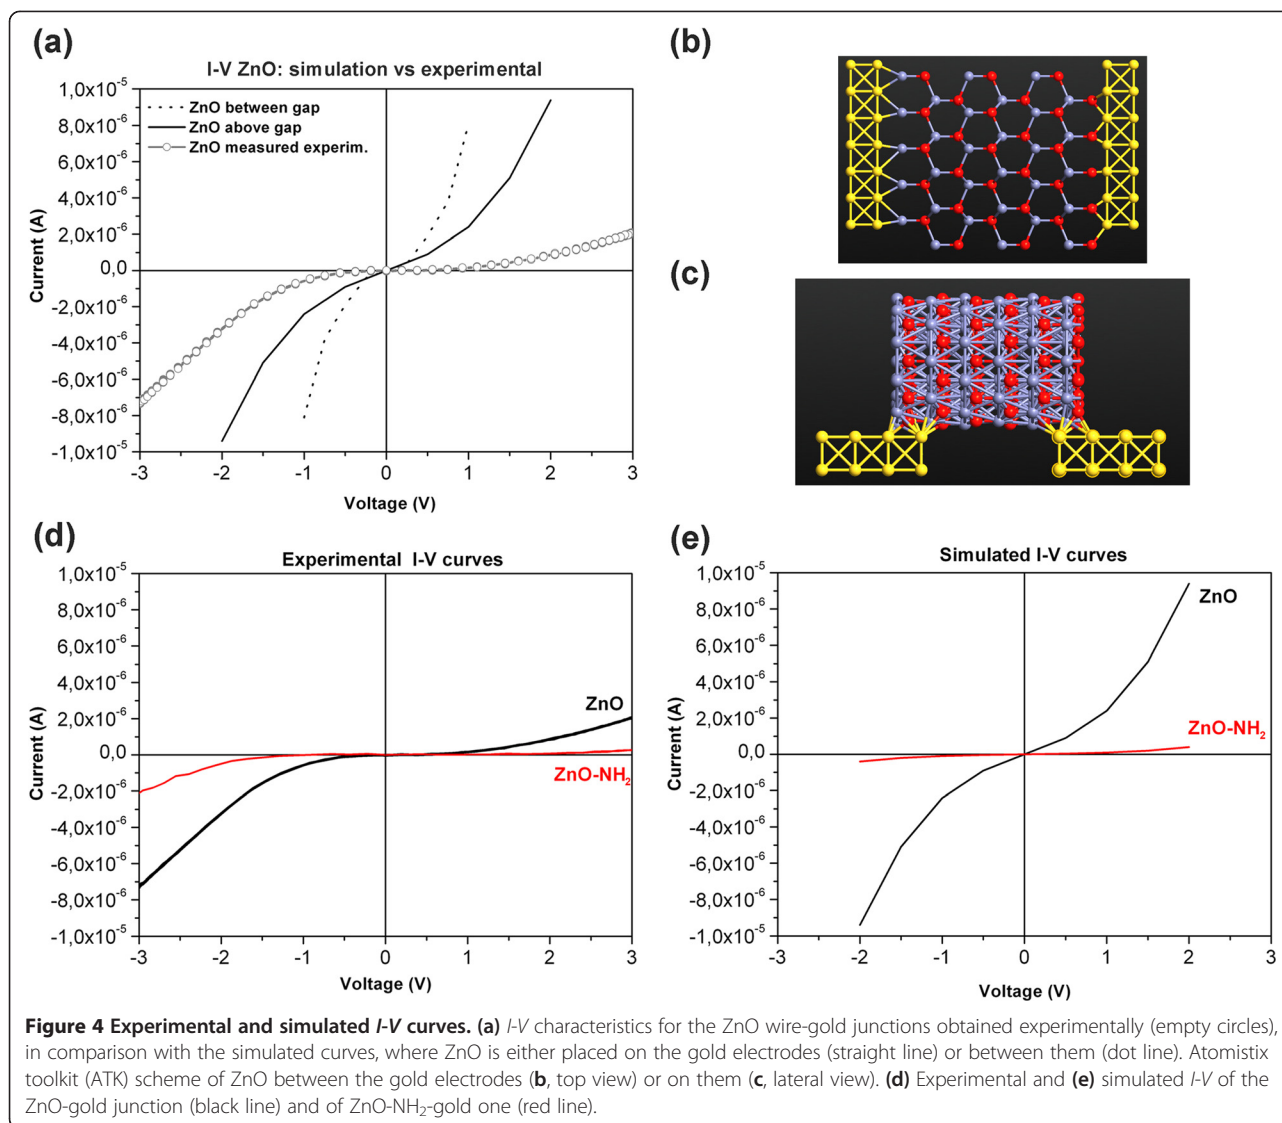 (a)
I-V ZnO: simulation vs experimental
ZnO between gap
ZnO above gap
ZnO measured experim.
1,0x10⁻⁵
8,0x10⁻⁶
6,0x10⁻⁶
4,0x10⁻⁶
2,0x10⁻⁶
0,0
-2,0x10⁻⁶
-4,0x10⁻⁶
-6,0x10⁻⁶
-8,0x10⁻⁶
-1,0x10⁻⁵
Current (A)
-3 -2 -1 0 1 2 3
Voltage (V)
(b)
(c)
(d)
Experimental I-V curves
1,0x10⁻⁵
8,0x10⁻⁶
6,0x10⁻⁶
4,0x10⁻⁶
2,0x10⁻⁶
0,0
-2,0x10⁻⁶
-4,0x10⁻⁶
-6,0x10⁻⁶
-8,0x10⁻⁶
-1,0x10⁻⁵
Current (A)
ZnO
ZnO-NH₂
-3 -2 -1 0 1 2 3
Voltage (V)
(e)
Simulated I-V curves
1,0x10⁻⁵
8,0x10⁻⁶
6,0x10⁻⁶
4,0x10⁻⁶
2,0x10⁻⁶
0,0
-2,0x10⁻⁶
-4,0x10⁻⁶
-6,0x10⁻⁶
-8,0x10⁻⁶
-1,0x10⁻⁵
Current (A)
ZnO
ZnO-NH₂
-3 -2 -1 0 1 2 3
Voltage (V)
Figure 4 Experimental and simulated I-V curves. (a) I-V characteristics for the ZnO wire-gold junctions obtained experimentally (empty circles),
in comparison with the simulated curves, where ZnO is either placed on the gold electrodes (straight line) or between them (dot line). Atomistix
toolkit (ATK) scheme of ZnO between the gold electrodes (b, top view) or on them (c, lateral view). (d) Experimental and (e) simulated I-V of the
ZnO-gold junction (black line) and of ZnO-NH₂-gold one (red line).